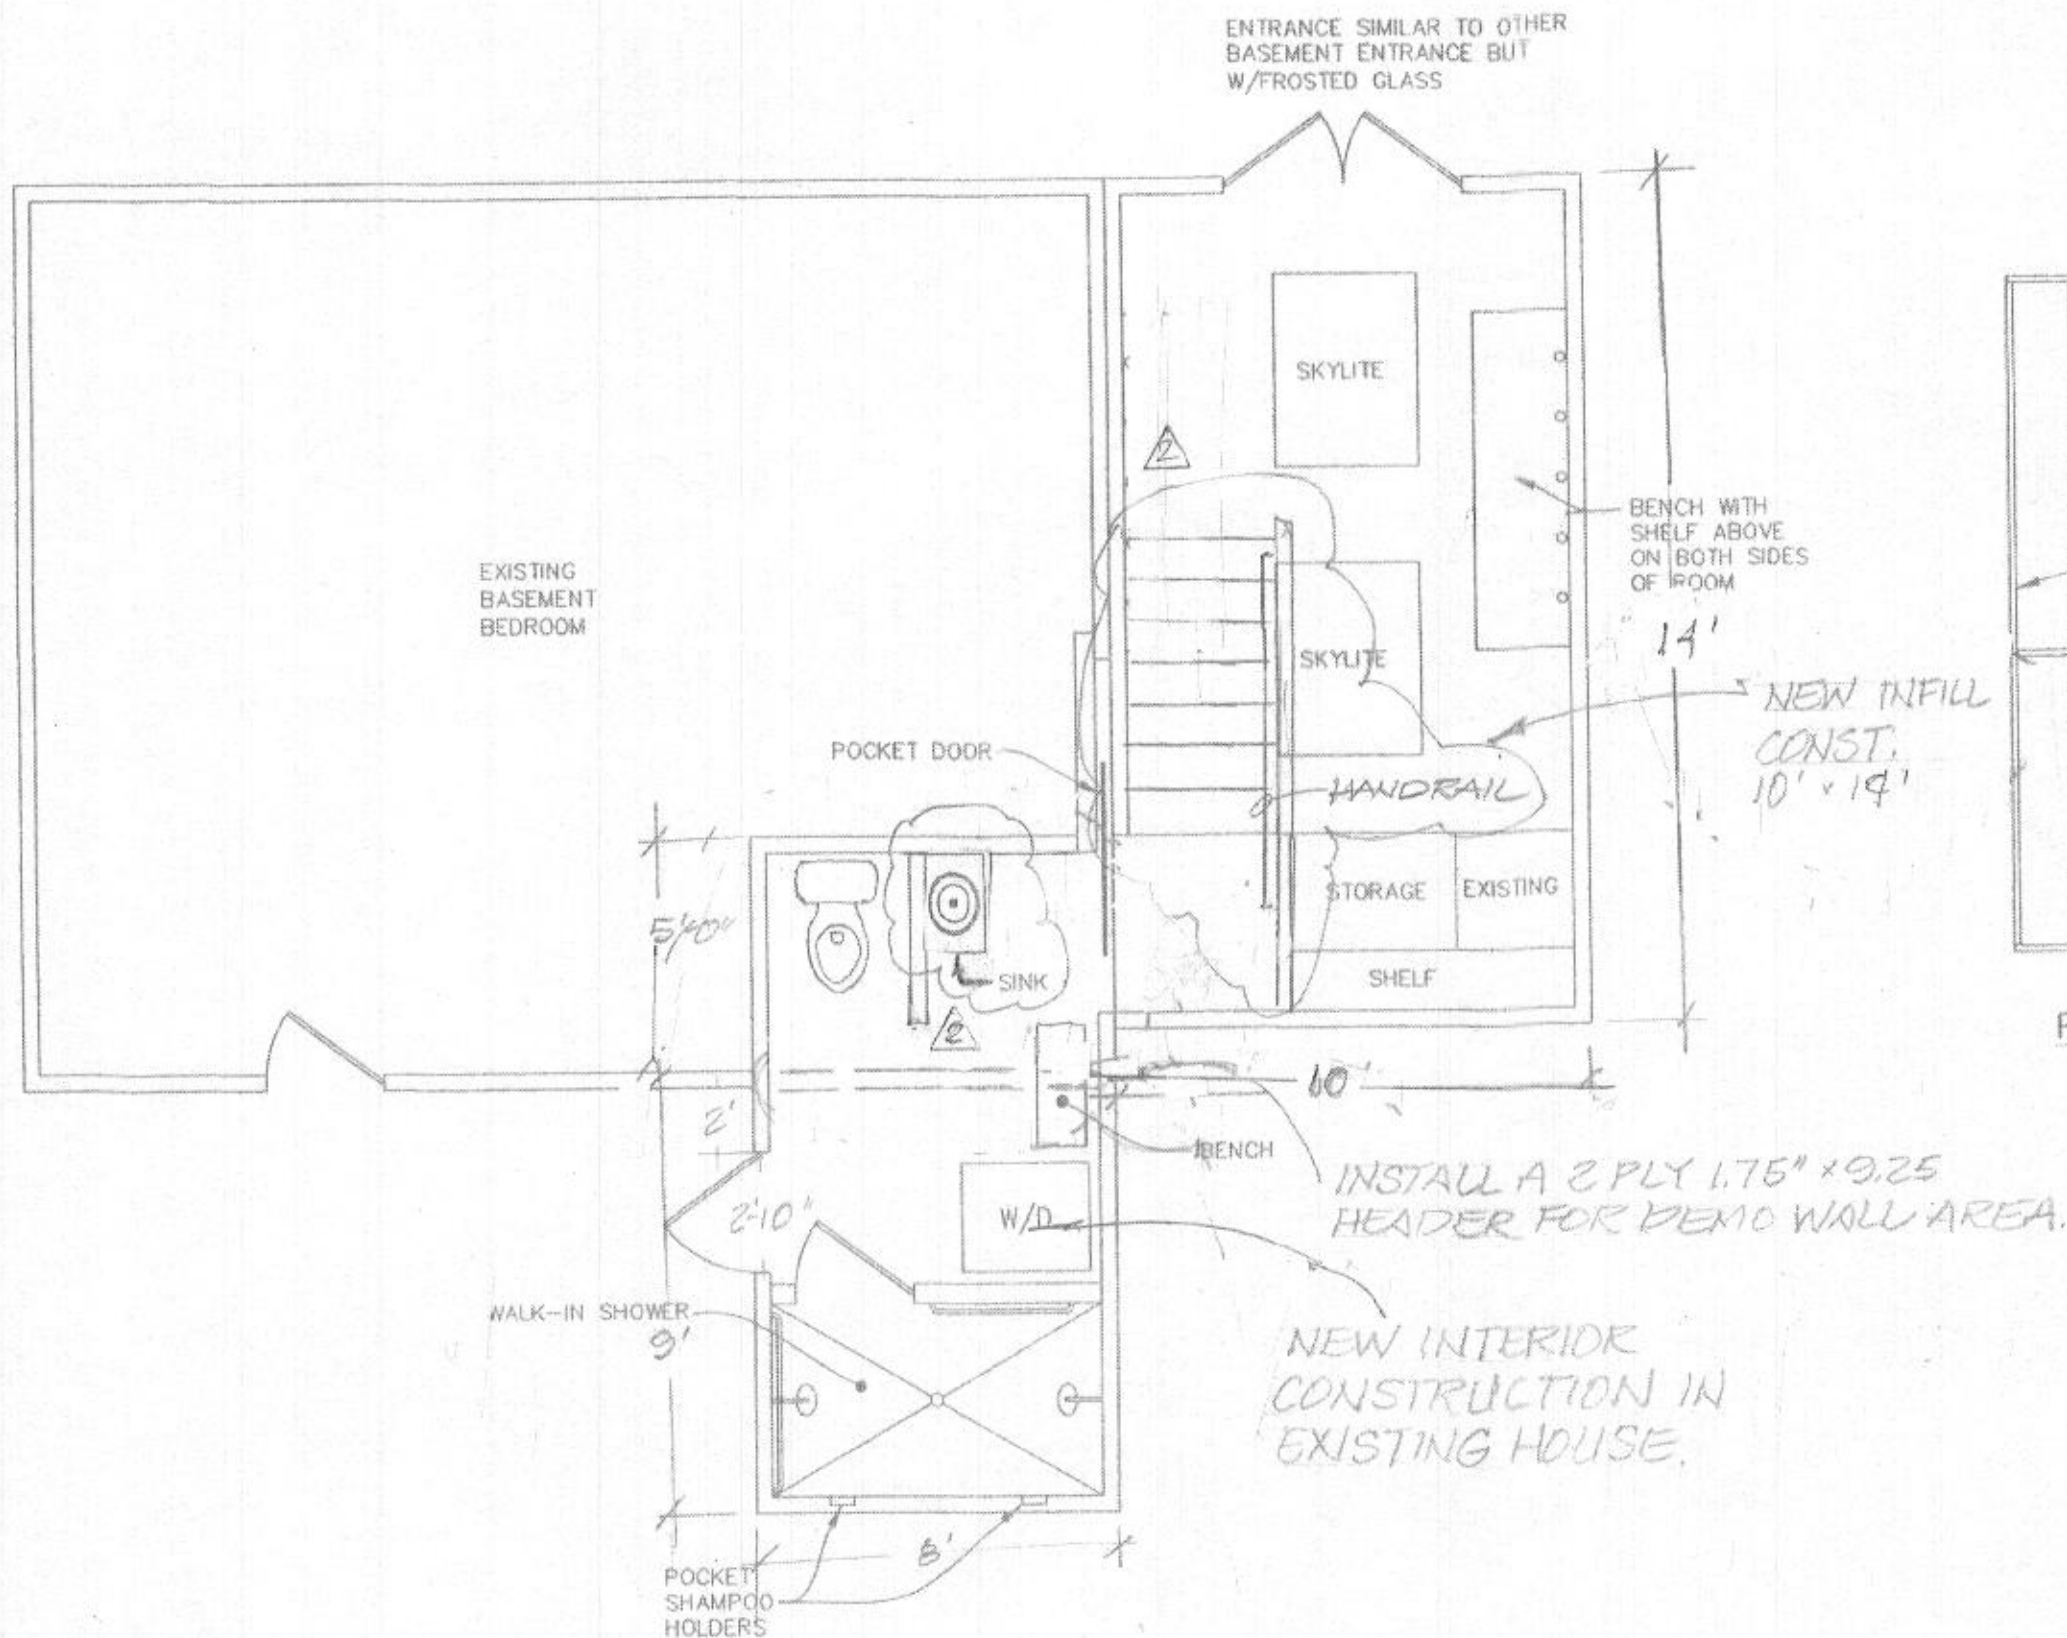 ENTRANCE SIMILAR TO OTHER
BASEMENT ENTRANCE BUT
W/FROSTED GLASS
SKYLITE
2
BENCH WITH
SHELF ABOVE
ON BOTH SIDES
OF ROOM
14'
EXISTING
BASEMENT
BEDROOM
SKYLITE
NEW INFILL
CONST.
10' x 14'
POCKET DOOR
HANDRAIL
STORAGE
EXISTING
5'-0"
SINK
SHELF
2
10'
2'
BENCH
INSTALL A 2 PLY 1.75" x 9.25
HEADER FOR DEMO WALL AREA.
2'-10"
W/D
WALK-IN SHOWER
9'
NEW INTERIOR
CONSTRUCTION IN
EXISTING HOUSE.
8'
POCKET
SHAMPOO
HOLDERS